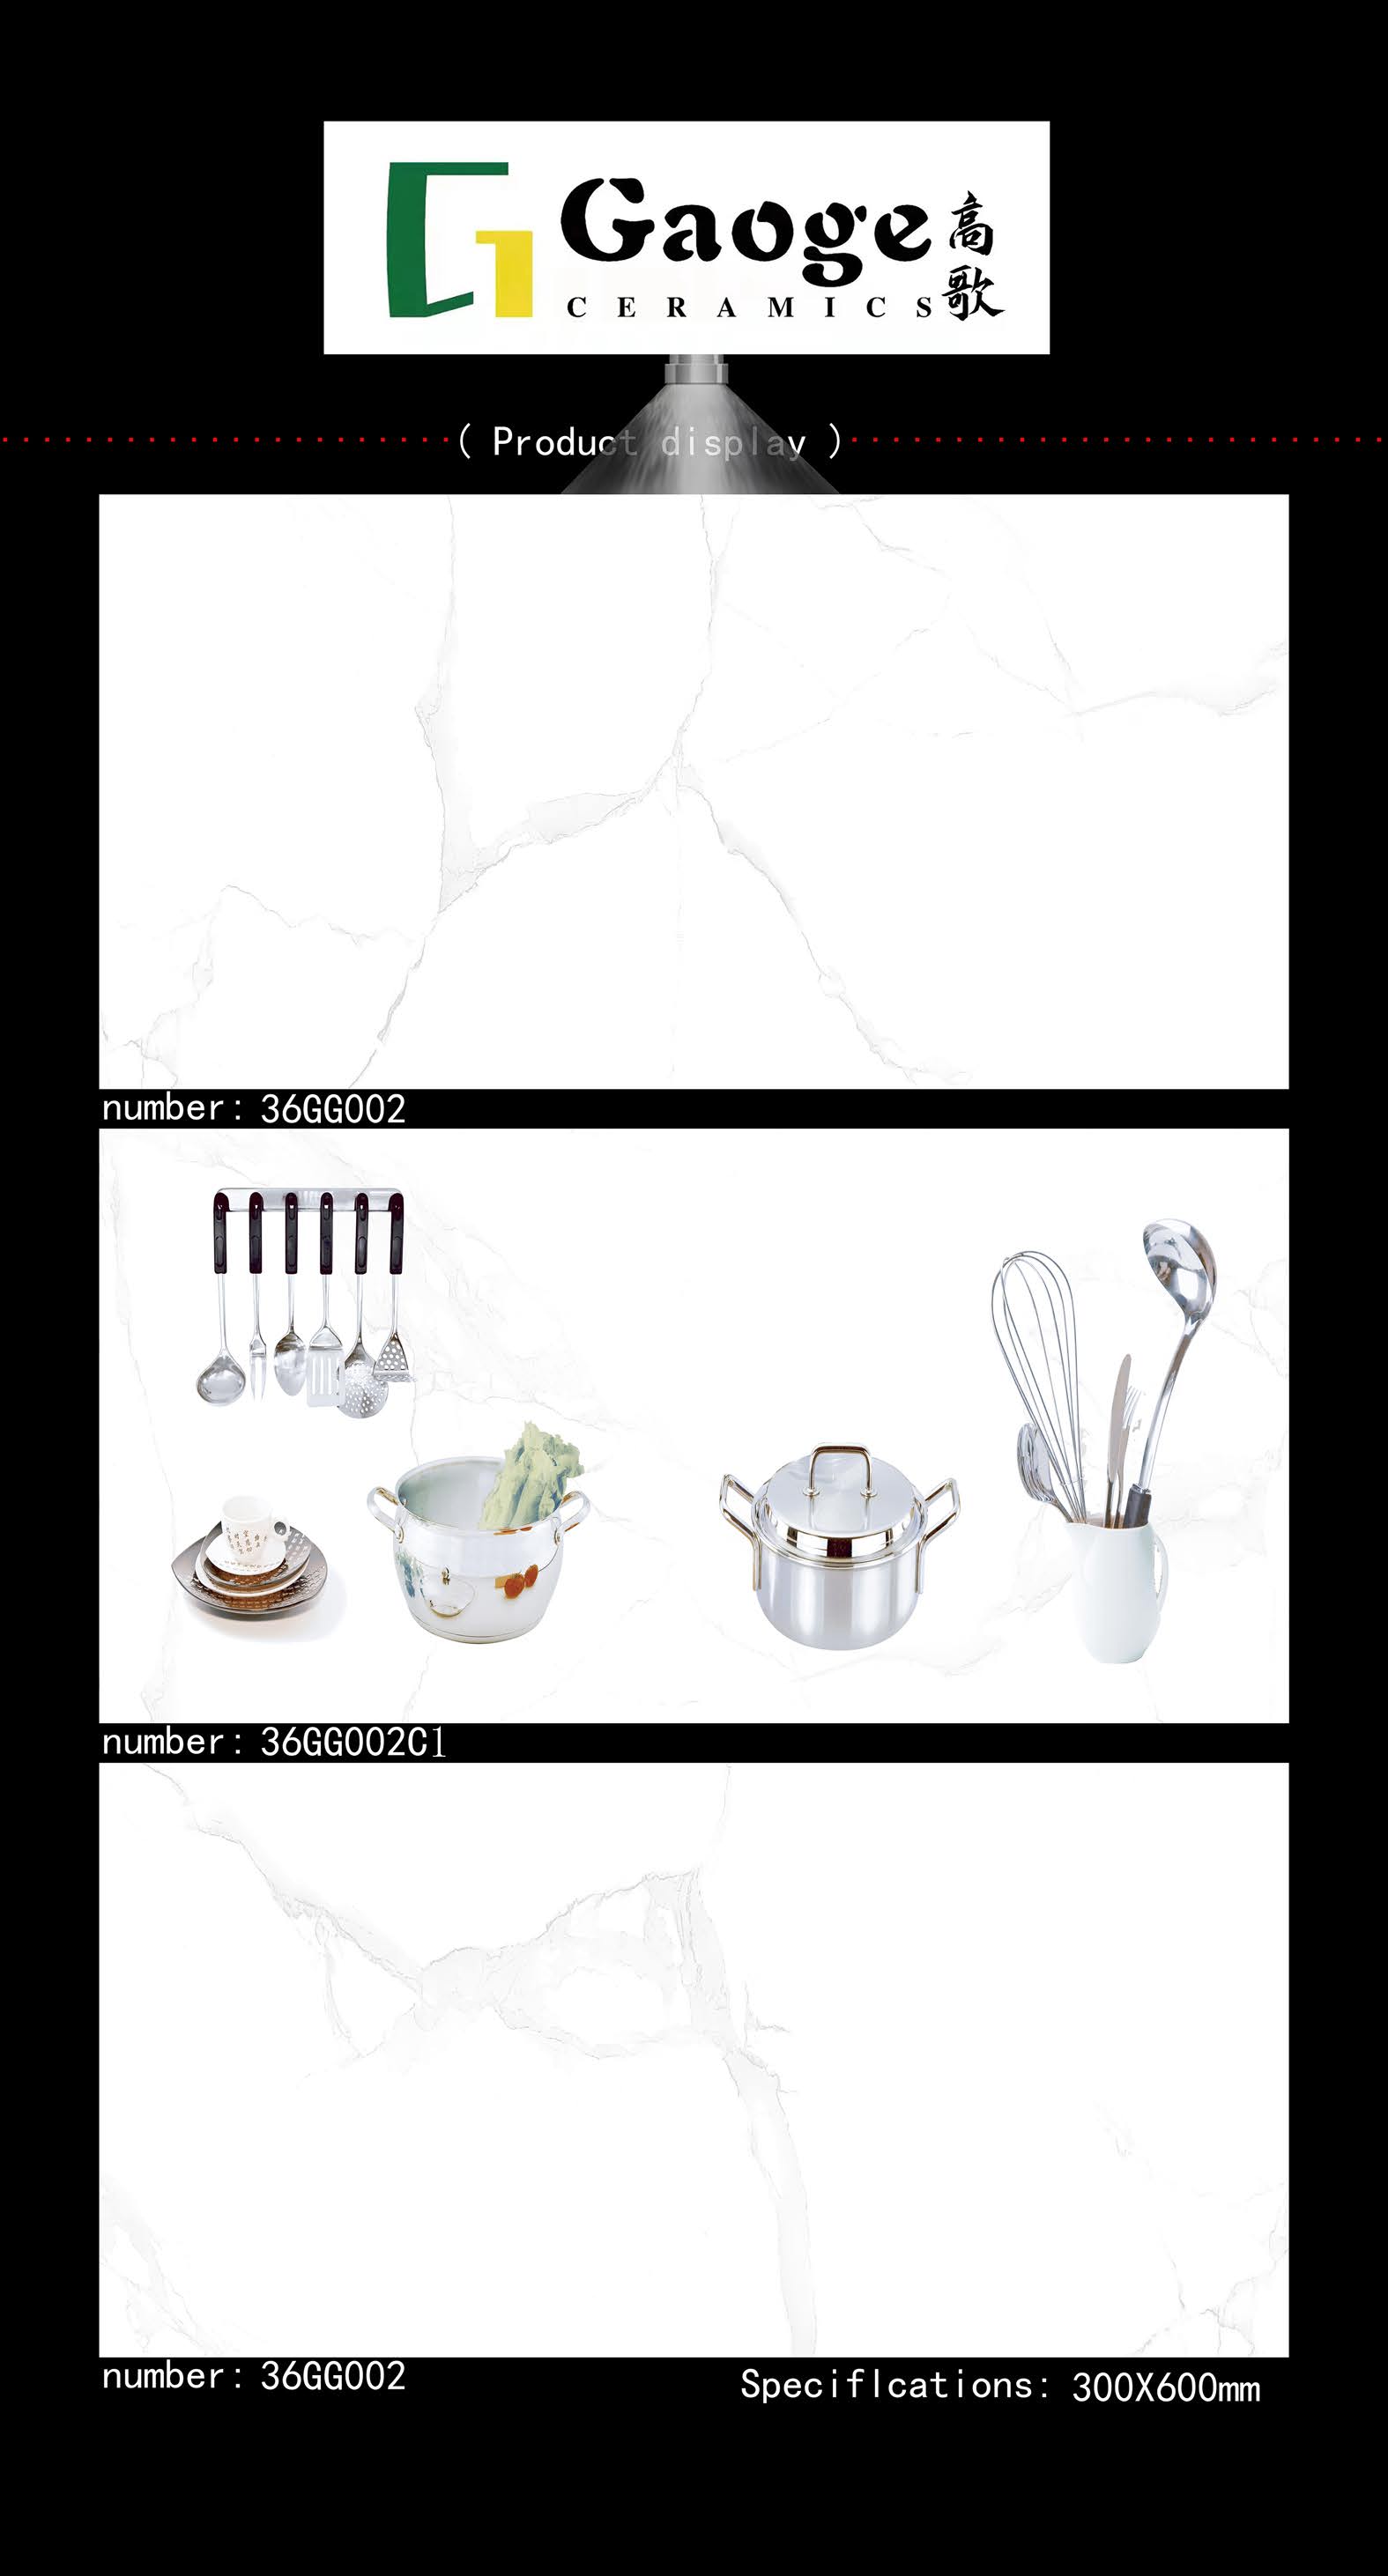 Gaoge
CERAMICS
高歌
( Product display )
number: 36GG002
number: 36GG002C1
number: 36GG002
Speciflcations: 300X600mm